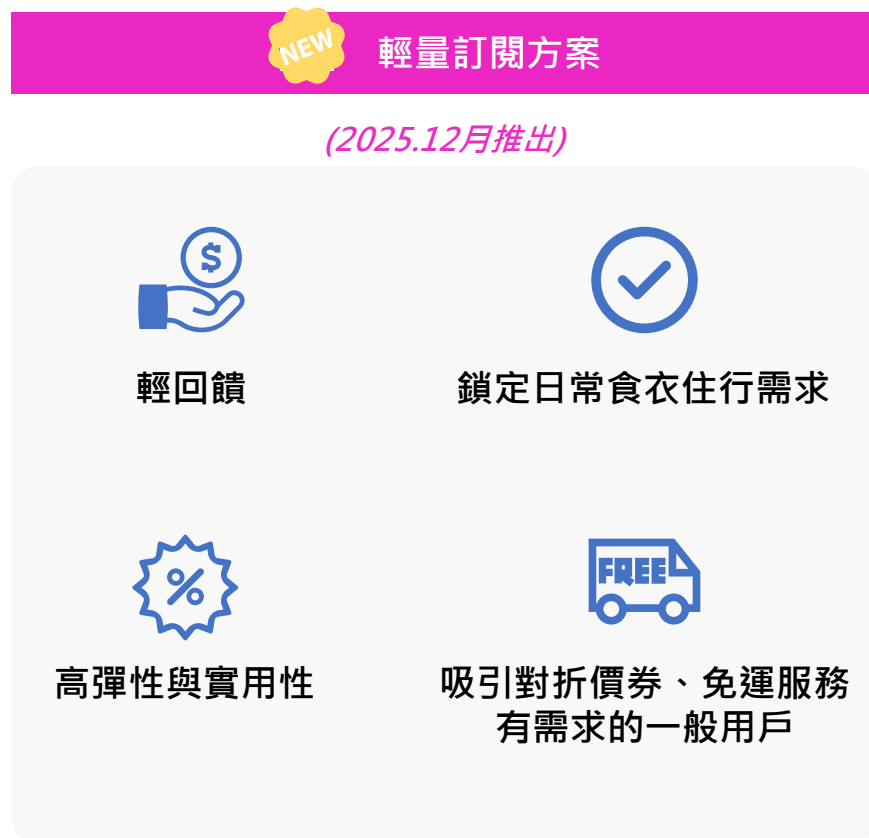 NEW
輕量訂閱方案
(2025.12月推出)
$
輕回饋
鎖定日常食衣住行需求
%
高彈性與實用性
FREE
吸引對折價券、免運服務
有需求的一般用戶